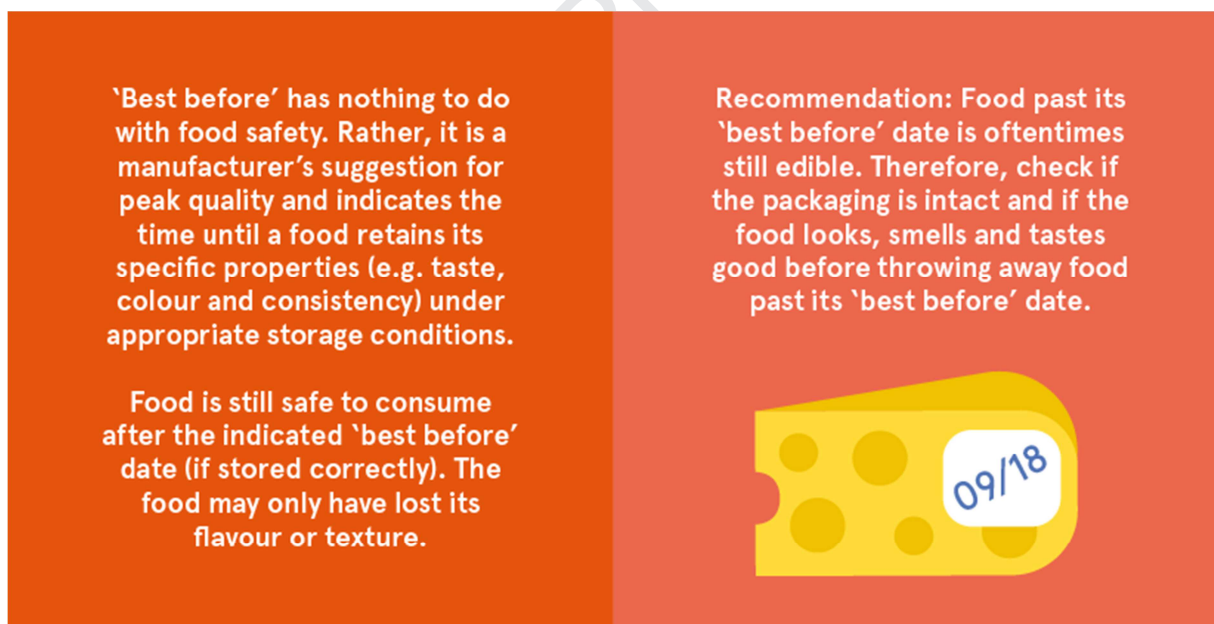 ‘Best before’ has nothing to do
with food safety. Rather, it is a
manufacturer’s suggestion for
peak quality and indicates the
time until a food retains its
specific properties (e.g. taste,
colour and consistency) under
appropriate storage conditions.
Food is still safe to consume
after the indicated ‘best before’
date (if stored correctly). The
food may only have lost its
flavour or texture.
Recommendation: Food past its
‘best before’ date is oftentimes
still edible. Therefore, check if
the packaging is intact and if the
food looks, smells and tastes
good before throwing away food
past its ‘best before’ date.
09/18